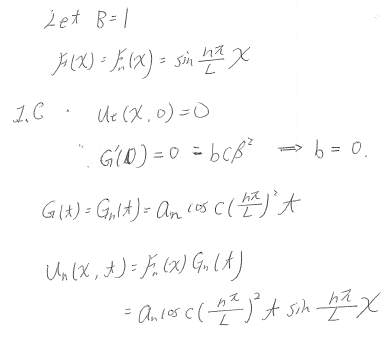 Let B=1
F(x) = Fₙ(x) = sin nπ/L x
I.C . uₜ(x, 0) = 0
∵ G'(0) = 0 = bcβ² ⟹ b = 0.
G(t) = Gₙ(t) = aₙ cos c(nπ/L)² t
uₙ(x, t) = Fₙ(x) Gₙ(t)
= aₙ cos c(nπ/L)² t sin nπ/L x